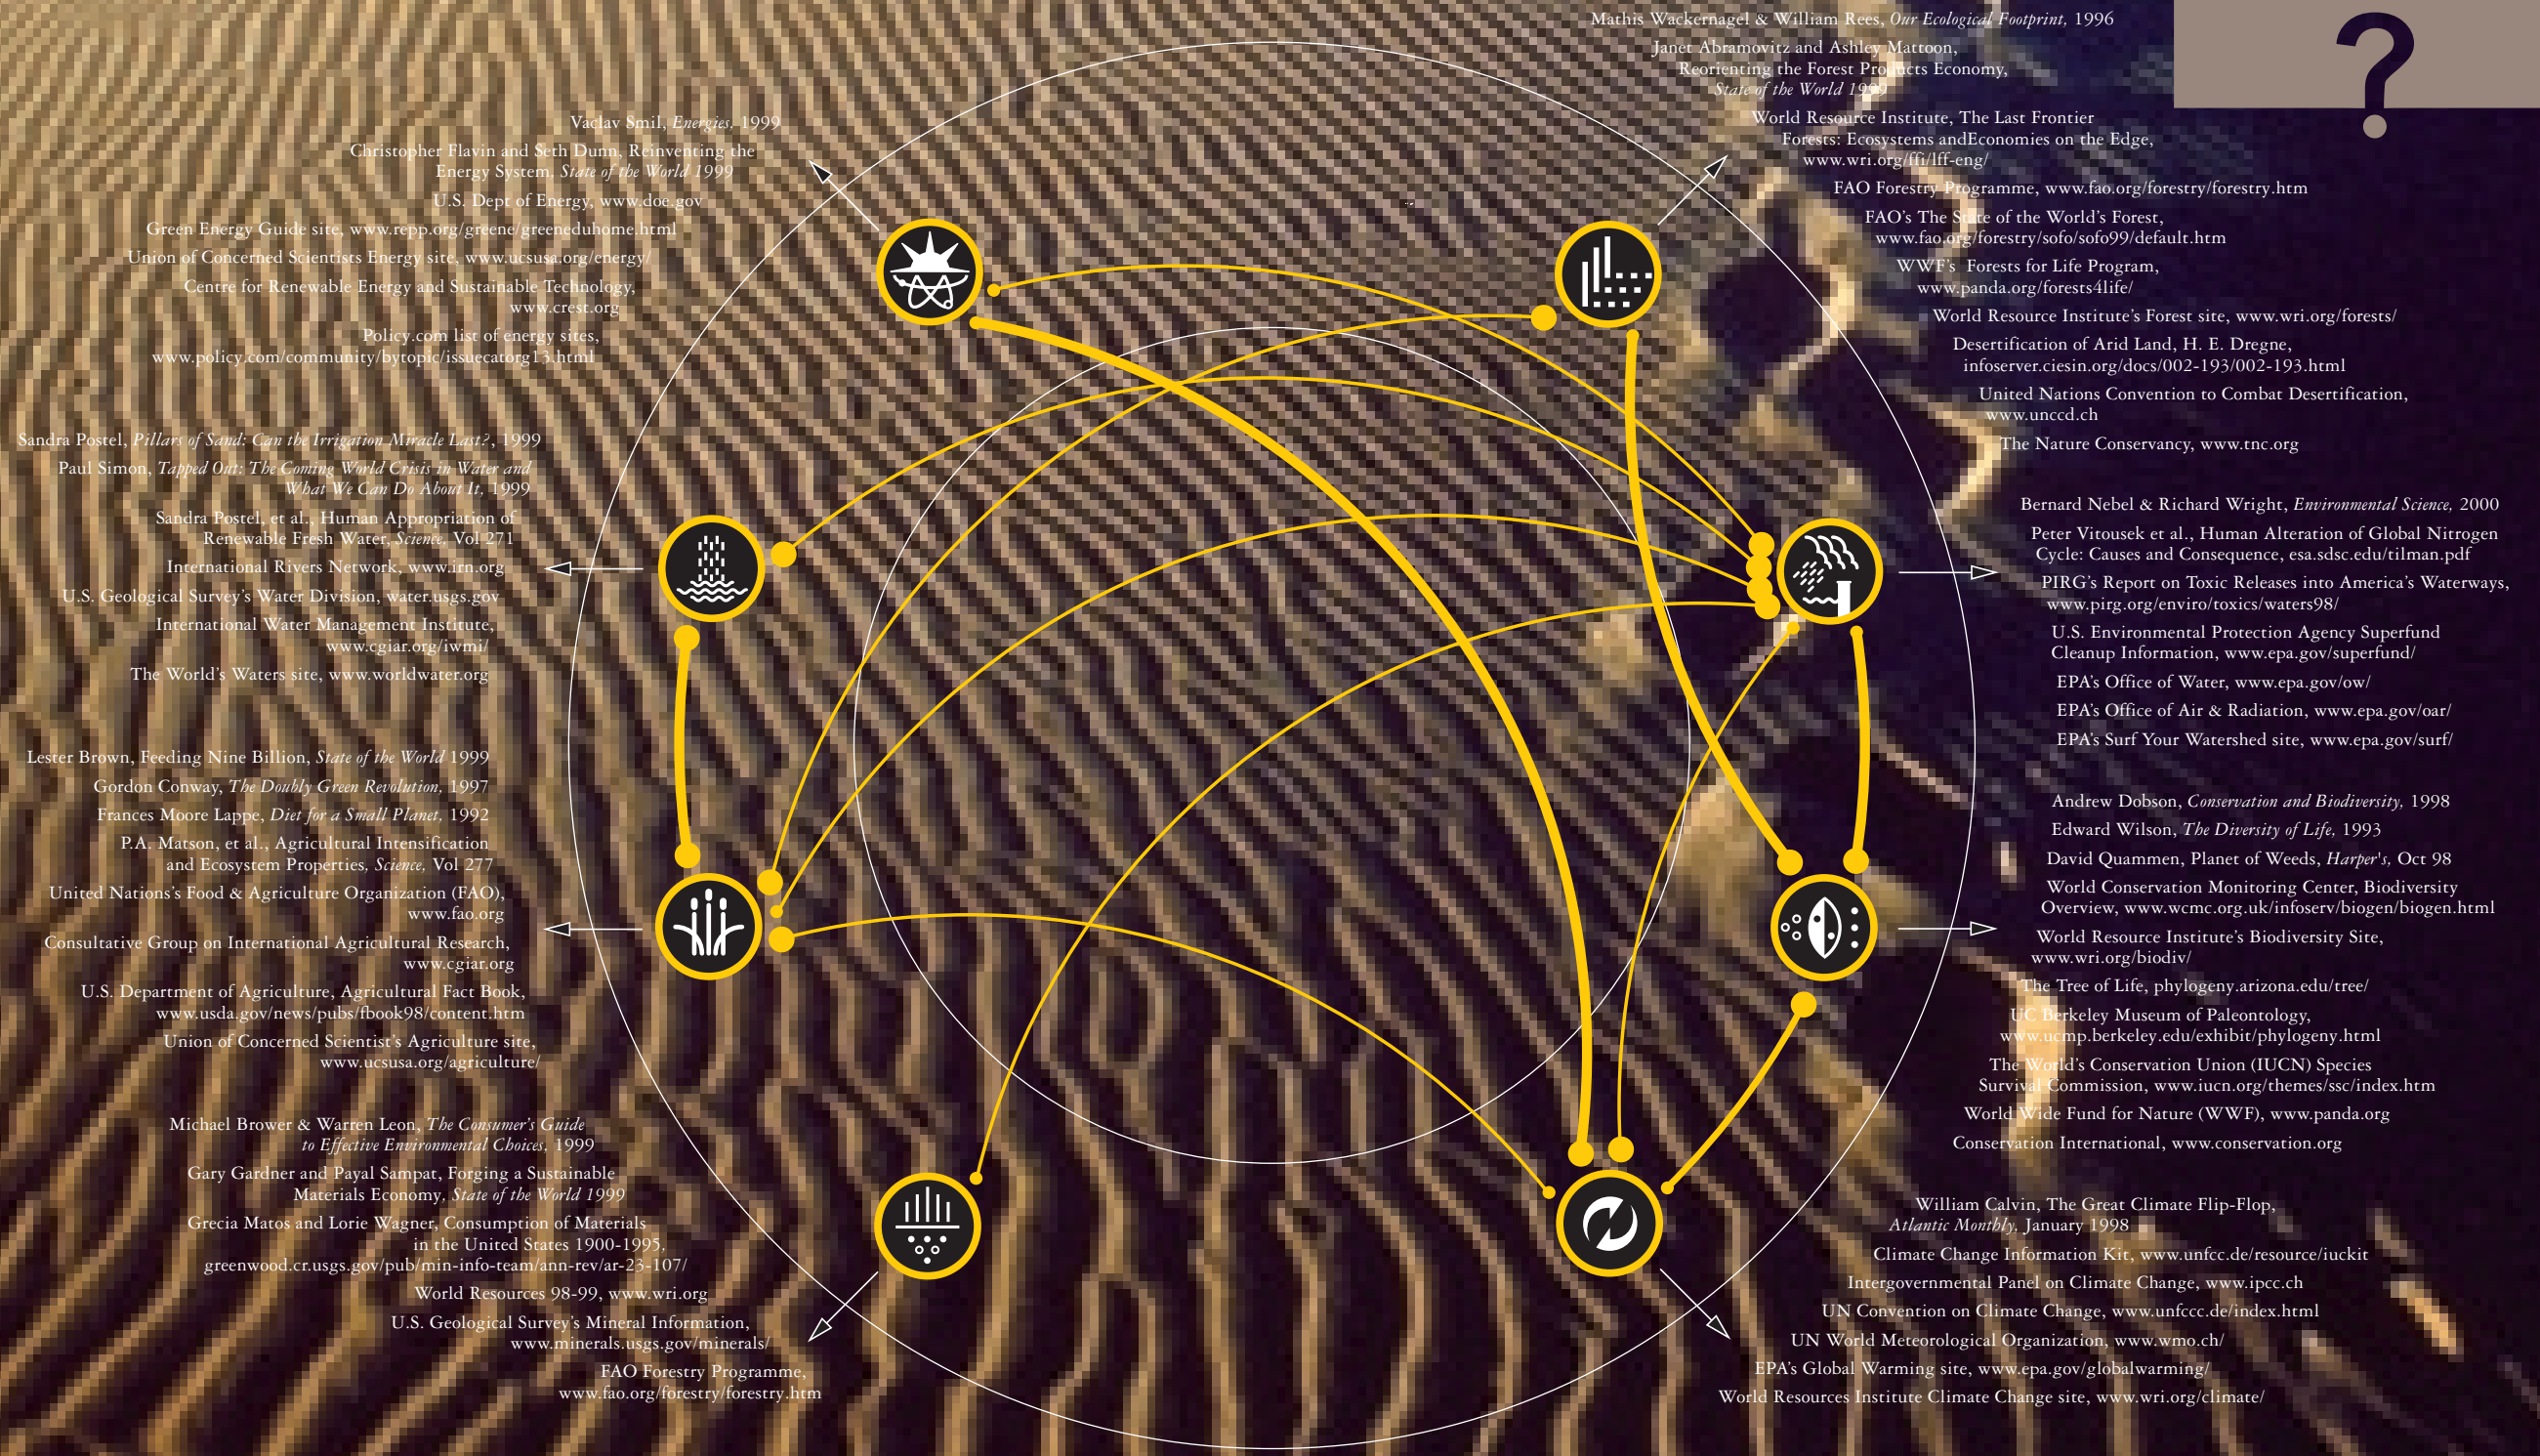 Vaclav Smil, Energies, 1999
Christopher Flavin and Seth Dunn, Reinventing the
Energy System, State of the World 1999
U.S. Dept of Energy, www.doe.gov
Green Energy Guide site, www.repp.org/greene/greeneduhome.html
Union of Concerned Scientists Energy site, www.ucsusa.org/energy/
Centre for Renewable Energy and Sustainable Technology,
www.crest.org
Policy.com list of energy sites,
www.policy.com/community/bytopic/issuecatorg13.html
Sandra Postel, Pillars of Sand: Can the Irrigation Miracle Last?, 1999
Paul Simon, Tapped Out: The Coming World Crisis in Water and
What We Can Do About It, 1999
Sandra Postel, et al., Human Appropriation of
Renewable Fresh Water, Science, Vol 271
International Rivers Network, www.irn.org
U.S. Geological Survey's Water Division, water.usgs.gov
International Water Management Institute,
www.cgiar.org/iwmi/
The World's Waters site, www.worldwater.org
Lester Brown, Feeding Nine Billion, State of the World 1999
Gordon Conway, The Doubly Green Revolution, 1997
Frances Moore Lappe, Diet for a Small Planet, 1992
P.A. Matson, et al., Agricultural Intensification
and Ecosystem Properties, Science, Vol 277
United Nations's Food & Agriculture Organization (FAO),
www.fao.org
Consultative Group on International Agricultural Research,
www.cgiar.org
U.S. Department of Agriculture, Agricultural Fact Book,
www.usda.gov/news/pubs/fbook98/content.htm
Union of Concerned Scientist's Agriculture site,
www.ucsusa.org/agriculture/
Michael Brower & Warren Leon, The Consumer's Guide
to Effective Environmental Choices, 1999
Gary Gardner and Payal Sampat, Forging a Sustainable
Materials Economy, State of the World 1999
Grecia Matos and Lorie Wagner, Consumption of Materials
in the United States 1900-1995,
greenwood.cr.usgs.gov/pub/min-info-team/ann-rev/ar-23-107/
World Resources 98-99, www.wri.org
U.S. Geological Survey's Mineral Information,
www.minerals.usgs.gov/minerals/
FAO Forestry Programme,
www.fao.org/forestry/forestry.htm
Mathis Wackernagel & William Rees, Our Ecological Footprint, 1996
Janet Abramovitz and Ashley Mattoon,
Reorienting the Forest Products Economy,
State of the World 1999
World Resource Institute, The Last Frontier
Forests: Ecosystems andEconomies on the Edge,
www.wri.org/ffi/lff-eng/
FAO Forestry Programme, www.fao.org/forestry/forestry.htm
FAO's The State of the World's Forest,
www.fao.org/forestry/sofo/sofo99/default.htm
WWF's Forests for Life Program,
www.panda.org/forests4life/
World Resource Institute's Forest site, www.wri.org/forests/
Desertification of Arid Land, H. E. Dregne,
infoserver.ciesin.org/docs/002-193/002-193.html
United Nations Convention to Combat Desertification,
www.unccd.ch
The Nature Conservancy, www.tnc.org
?
Bernard Nebel & Richard Wright, Environmental Science, 2000
Peter Vitousek et al., Human Alteration of Global Nitrogen
Cycle: Causes and Consequence, esa.sdsc.edu/tilman.pdf
PIRG's Report on Toxic Releases into America's Waterways,
www.pirg.org/enviro/toxics/waters98/
U.S. Environmental Protection Agency Superfund
Cleanup Information, www.epa.gov/superfund/
EPA's Office of Water, www.epa.gov/ow/
EPA's Office of Air & Radiation, www.epa.gov/oar/
EPA's Surf Your Watershed site, www.epa.gov/surf/
Andrew Dobson, Conservation and Biodiversity, 1998
Edward Wilson, The Diversity of Life, 1993
David Quammen, Planet of Weeds, Harper's, Oct 98
World Conservation Monitoring Center, Biodiversity
Overview, www.wcmc.org.uk/infoserv/biogen/biogen.html
World Resource Institute's Biodiversity Site,
www.wri.org/biodiv/
The Tree of Life, phylogeny.arizona.edu/tree/
UC Berkeley Museum of Paleontology,
www.ucmp.berkeley.edu/exhibit/phylogeny.html
The World's Conservation Union (IUCN) Species
Survival Commission, www.iucn.org/themes/ssc/index.htm
World Wide Fund for Nature (WWF), www.panda.org
Conservation International, www.conservation.org
William Calvin, The Great Climate Flip-Flop,
Atlantic Monthly, January 1998
Climate Change Information Kit, www.unfcc.de/resource/iuckit
Intergovernmental Panel on Climate Change, www.ipcc.ch
UN Convention on Climate Change, www.unfccc.de/index.html
UN World Meteorological Organization, www.wmo.ch/
EPA's Global Warming site, www.epa.gov/globalwarming/
World Resources Institute Climate Change site, www.wri.org/climate/